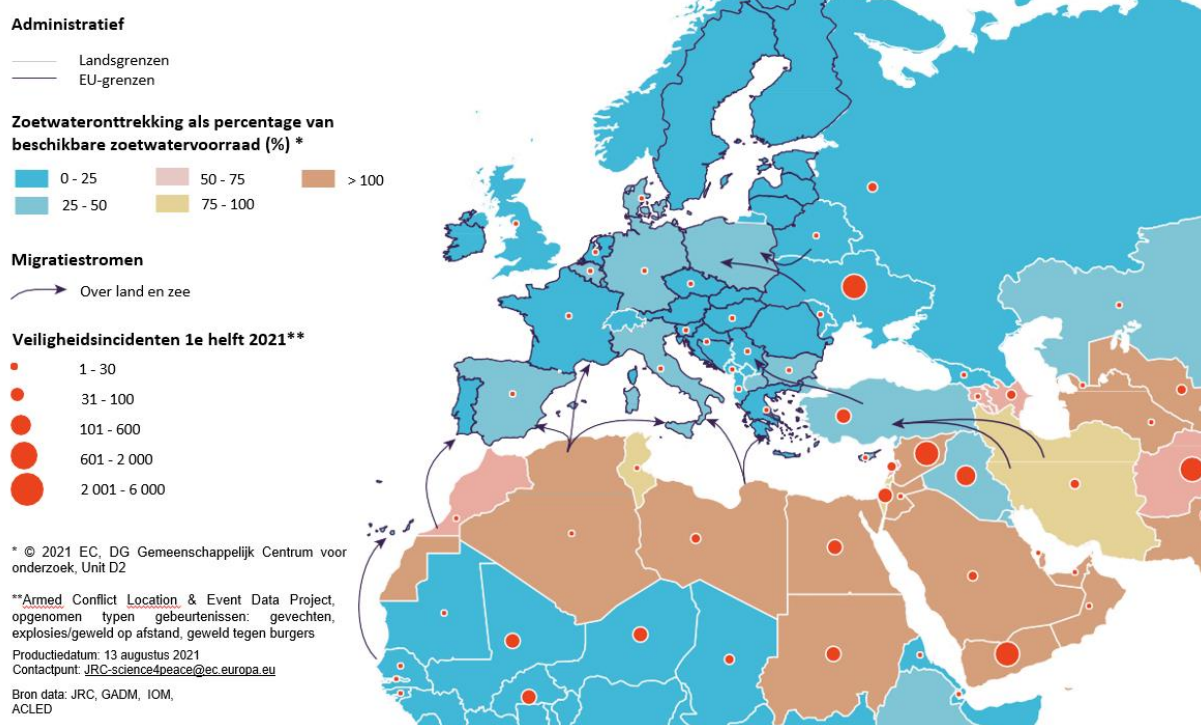 Administratief
Landsgrenzen
EU-grenzen
Zoetwateronttrekking als percentage van
beschikbare zoetwatervoorraad (%) *
0 - 25
50 - 75
> 100
25 - 50
75 - 100
Migratiestromen
Over land en zee
Veiligheidsincidenten 1e helft 2021**
1 - 30
31 - 100
101 - 600
601 - 2 000
2 001 - 6 000
* © 2021 EC, DG Gemeenschappelijk Centrum voor
onderzoek, Unit D2
**Armed Conflict Location & Event Data Project,
opgenomen typen gebeurtenissen: gevechten,
explosies/geweld op afstand, geweld tegen burgers
Productiedatum: 13 augustus 2021
Contactpunt: JRC-science4peace@ec.europa.eu
Bron data: JRC, GADM, IOM,
ACLED